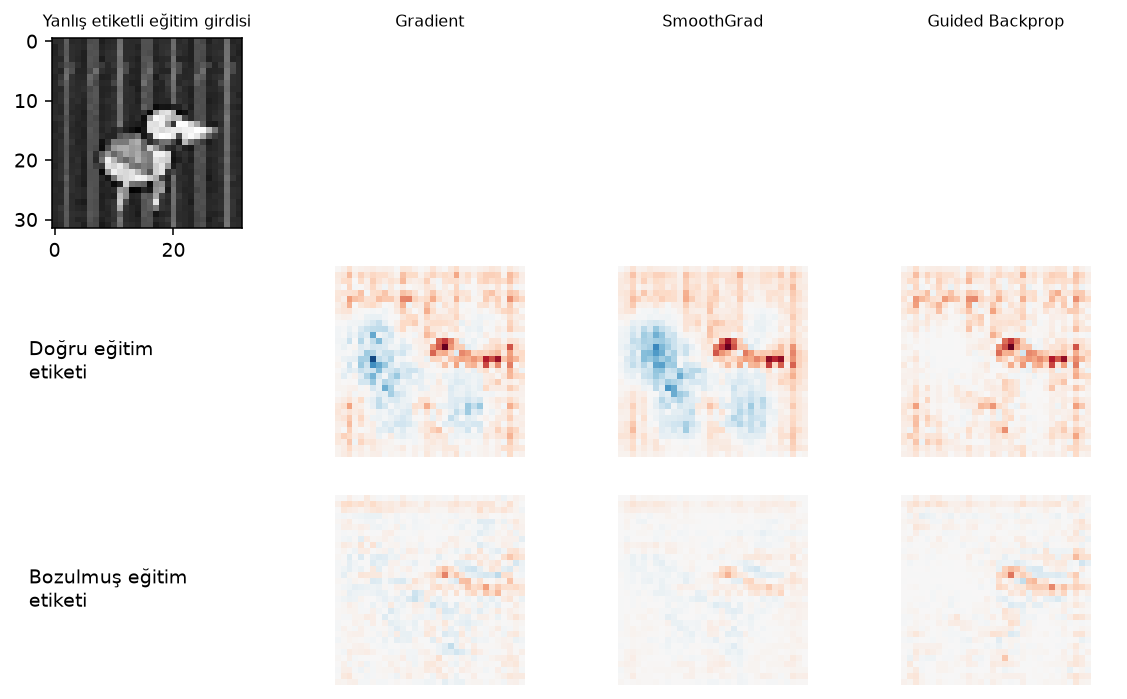 Yanlış etiketli eğitim girdisi
Gradient
SmoothGrad
Guided Backprop
0
10
20
30
0
20
Doğru eğitim
etiketi
Bozulmuş eğitim
etiketi